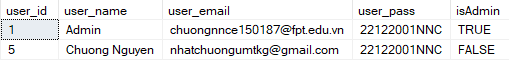 user_id user_name user_email user_pass isAdmin
1 Admin chuongnnce150187@fpt.edu.vn 22122001NNC TRUE
5 Chuong Nguyen nhatchuongumtkg@gmail.com 22122001NNC FALSE